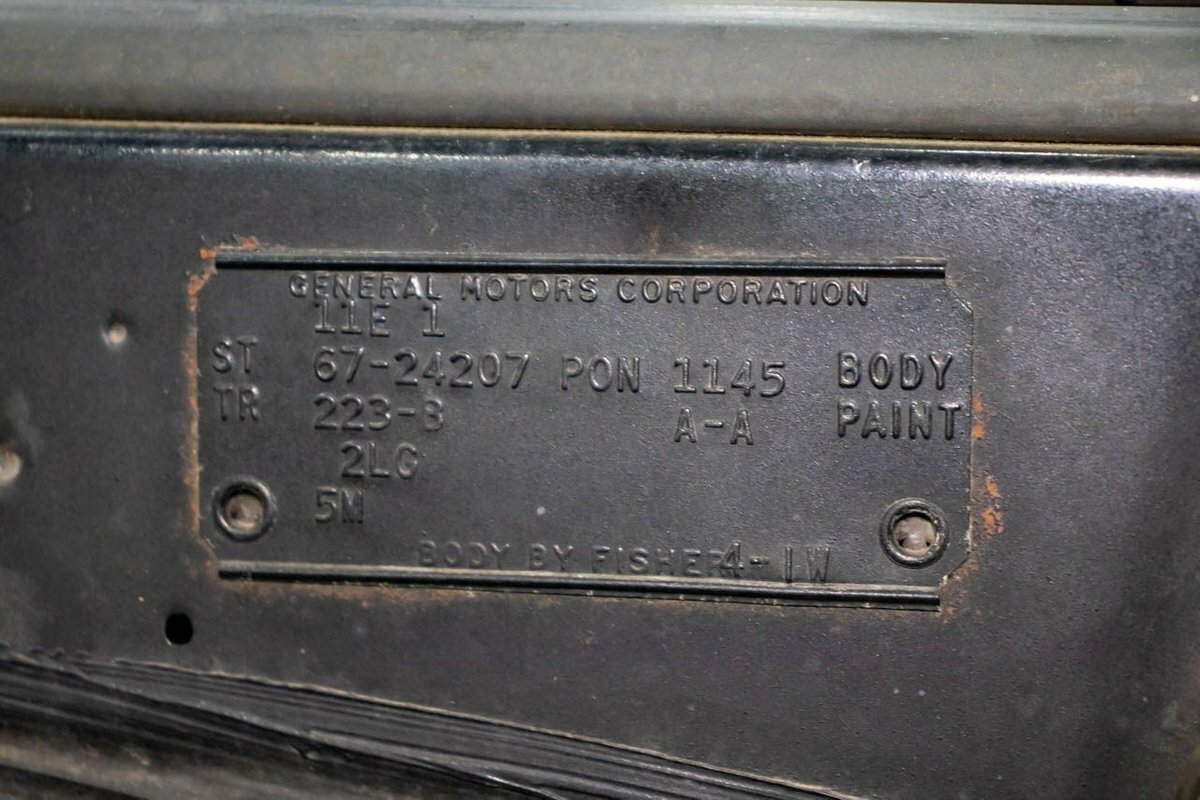 GENERAL MOTORS CORPORATION
11E 1
ST 67-24207 PON 1145 BODY
TR 223-B A-A PAINT
2LG
5M
BODY BY FISHER 4-1W